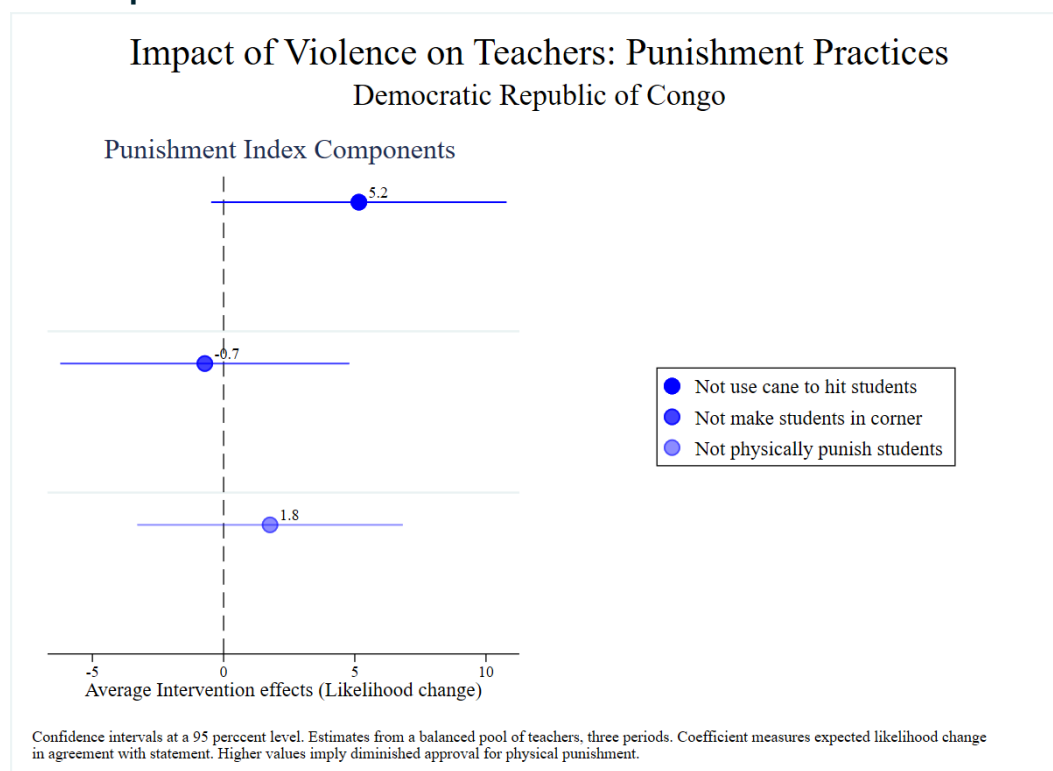 Impact of Violence on Teachers: Punishment Practices
Democratic Republic of Congo
Punishment Index Components
5.2
-0.7
Not use cane to hit students
Not make students in corner
Not physically punish students
1.8
-5 0 5 10
Average Intervention effects (Likelihood change)
Confidence intervals at a 95 perccent level. Estimates from a balanced pool of teachers, three periods. Coefficient measures expected likelihood change
in agreement with statement. Higher values imply diminished approval for physical punishment.